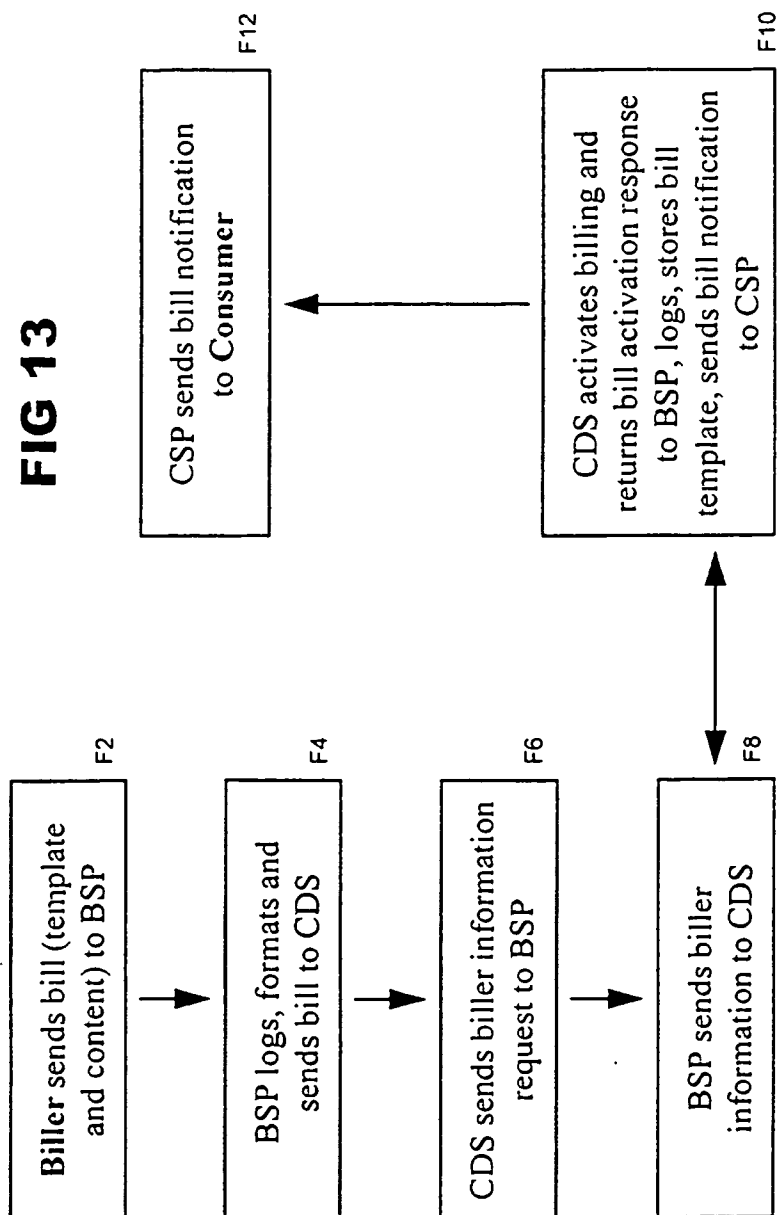 FIG 13
Biller sends bill (template
and content) to BSP
F2
BSP logs, formats and
sends bill to CDS
F4
CDS sends biller information
request to BSP
F6
BSP sends biller
information to CDS
F8
CDS activates billing and
returns bill activation response
to BSP, logs, stores bill
template, sends bill notification
to CSP
F10
CSP sends bill notification
to Consumer
F12